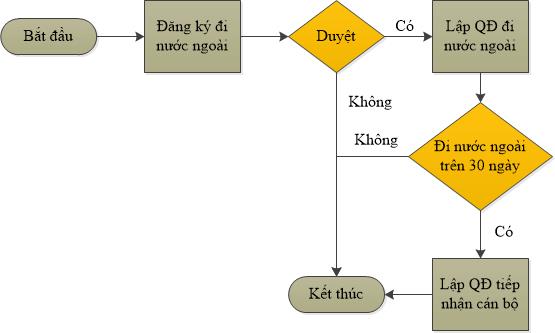 Bắt đầu
Đăng ký đi
nước ngoài
Duyệt
Có
Lập QĐ đi
nước ngoài
Không
Không
Đi nước ngoài
trên 30 ngày
Có
Kết thúc
Lập QĐ tiếp
nhận cán bộ